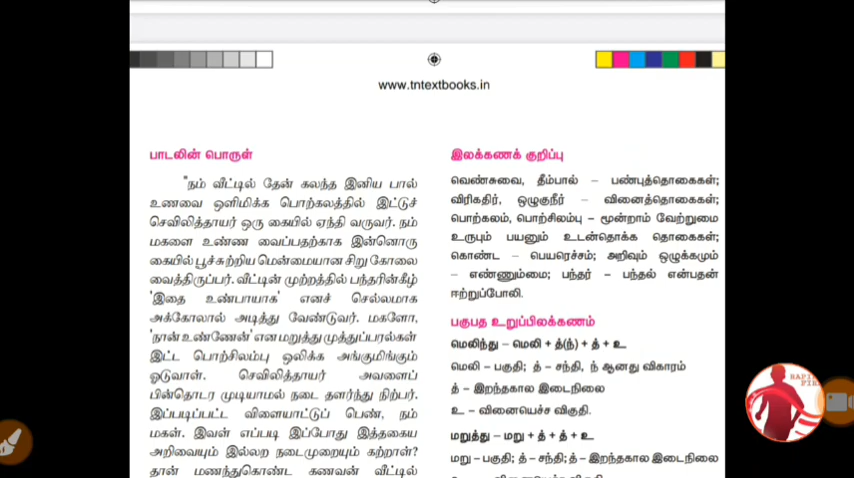 www.tntextbooks.in
பாடலின் பொருள்
"நம் வீட்டில் தேன் கலந்த இனிய பால்
உணவை ஒளிமிக்க பொற்கலத்தில் இட்டுச்
செவிலித்தாயர் ஒரு கையில் ஏந்தி வருவர். நம்
மகளை உண்ண வைப்பதற்காக இன்னொரு
கையில் பூச்சுற்றிய மென்மையான சிறு கோலை
வைத்திருப்பர். வீட்டின் முற்றத்தில் பந்தரின்கீழ்
'இதை உண்பாயாக' எனச் செல்லமாக
அக்கோலால் அடித்து வேண்டுவர். மகளோ,
'நான் உண்ணேன்' என மறுத்து முத்துப்பரல்கள்
இட்ட பொற்சிலம்பு ஒலிக்க அங்குமிங்கும்
ஓடுவாள். செவிலித்தாயர் அவளைப்
பின்தொடர முடியாமல் நடை தளர்ந்து நிற்பர்.
இப்படிப்பட்ட விளையாட்டுப் பெண், நம்
மகள். இவள் எப்படி இப்போது இத்தகைய
அறிவையும் இல்லற நடைமுறையும் கற்றாள்?
தான் மணந்துகொண்ட கணவன் வீட்டில்
இலக்கணக் குறிப்பு
வெண்சுவை, தீம்பால் – பண்புத்தொகைகள்;
விரிகதிர், ஒழுகுநீர் – வினைத்தொகைகள்;
பொற்கலம், பொற்சிலம்பு – மூன்றாம் வேற்றுமை
உருபும் பயனும் உடன்தொக்க தொகைகள்;
கொண்ட – பெயரெச்சம்; அறிவும் ஒழுக்கமும்
– எண்ணும்மை; பந்தர் – பந்தல் என்பதன்
ஈற்றுப்போலி.
பகுபத உறுப்பிலக்கணம்
மெலிந்து – மெலி + த்(ந்) + த் + உ
மெலி – பகுதி; த் – சந்தி, ந் ஆனது விகாரம்
த் – இறந்தகால இடைநிலை
உ – வினையெச்ச விகுதி.
மறுத்து – மறு + த் + த் + உ
மறு – பகுதி; த் – சந்தி; த் – இறந்தகால இடைநிலை
RAPID
FIRE